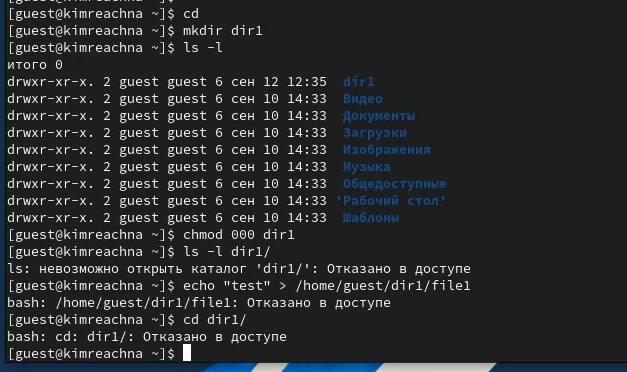 [guest@kimreachna ~]$ cd
[guest@kimreachna ~]$ mkdir dir1
[guest@kimreachna ~]$ ls -l
итого 0
drwxr-xr-x. 2 guest guest 6 сен 12 12:35  dir1
drwxr-xr-x. 2 guest guest 6 сен 10 14:33  Видео
drwxr-xr-x. 2 guest guest 6 сен 10 14:33  Документы
drwxr-xr-x. 2 guest guest 6 сен 10 14:33  Загрузки
drwxr-xr-x. 2 guest guest 6 сен 10 14:33  Изображения
drwxr-xr-x. 2 guest guest 6 сен 10 14:33  Музыка
drwxr-xr-x. 2 guest guest 6 сен 10 14:33  Общедоступные
drwxr-xr-x. 2 guest guest 6 сен 10 14:33 'Рабочий стол'
drwxr-xr-x. 2 guest guest 6 сен 10 14:33  Шаблоны
[guest@kimreachna ~]$ chmod 000 dir1
[guest@kimreachna ~]$ ls -l dir1/
ls: невозможно открыть каталог 'dir1/': Отказано в доступе
[guest@kimreachna ~]$ echo "test" > /home/guest/dir1/file1
bash: /home/guest/dir1/file1: Отказано в доступе
[guest@kimreachna ~]$ cd dir1/
bash: cd: dir1/: Отказано в доступе
[guest@kimreachna ~]$